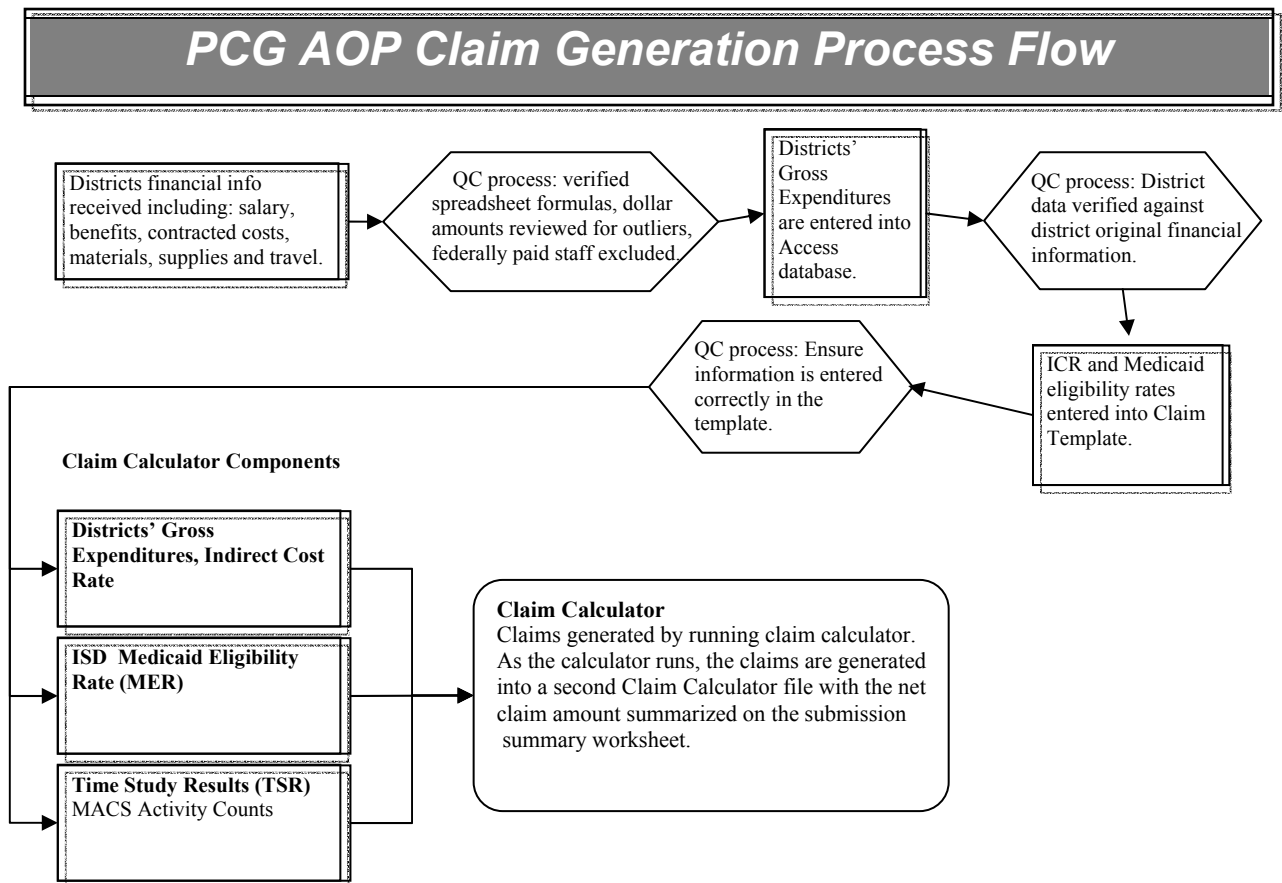 PCG AOP Claim Generation Process Flow
Districts financial info
received including: salary,
benefits, contracted costs,
materials, supplies and travel.
QC process: verified
spreadsheet formulas, dollar
amounts reviewed for outliers,
federally paid staff excluded.
Districts'
Gross
Expenditures
are entered into
Access
database.
QC process: District
data verified against
district original financial
information.
ICR and Medicaid
eligibility rates
entered into Claim
Template.
QC process: Ensure
information is entered
correctly in the
template.
Claim Calculator Components
Districts' Gross
Expenditures, Indirect Cost
Rate
ISD Medicaid Eligibility
Rate (MER)
Time Study Results (TSR)
MACS Activity Counts
Claim Calculator
Claims generated by running claim calculator.
As the calculator runs, the claims are generated
into a second Claim Calculator file with the net
claim amount summarized on the submission
summary worksheet.